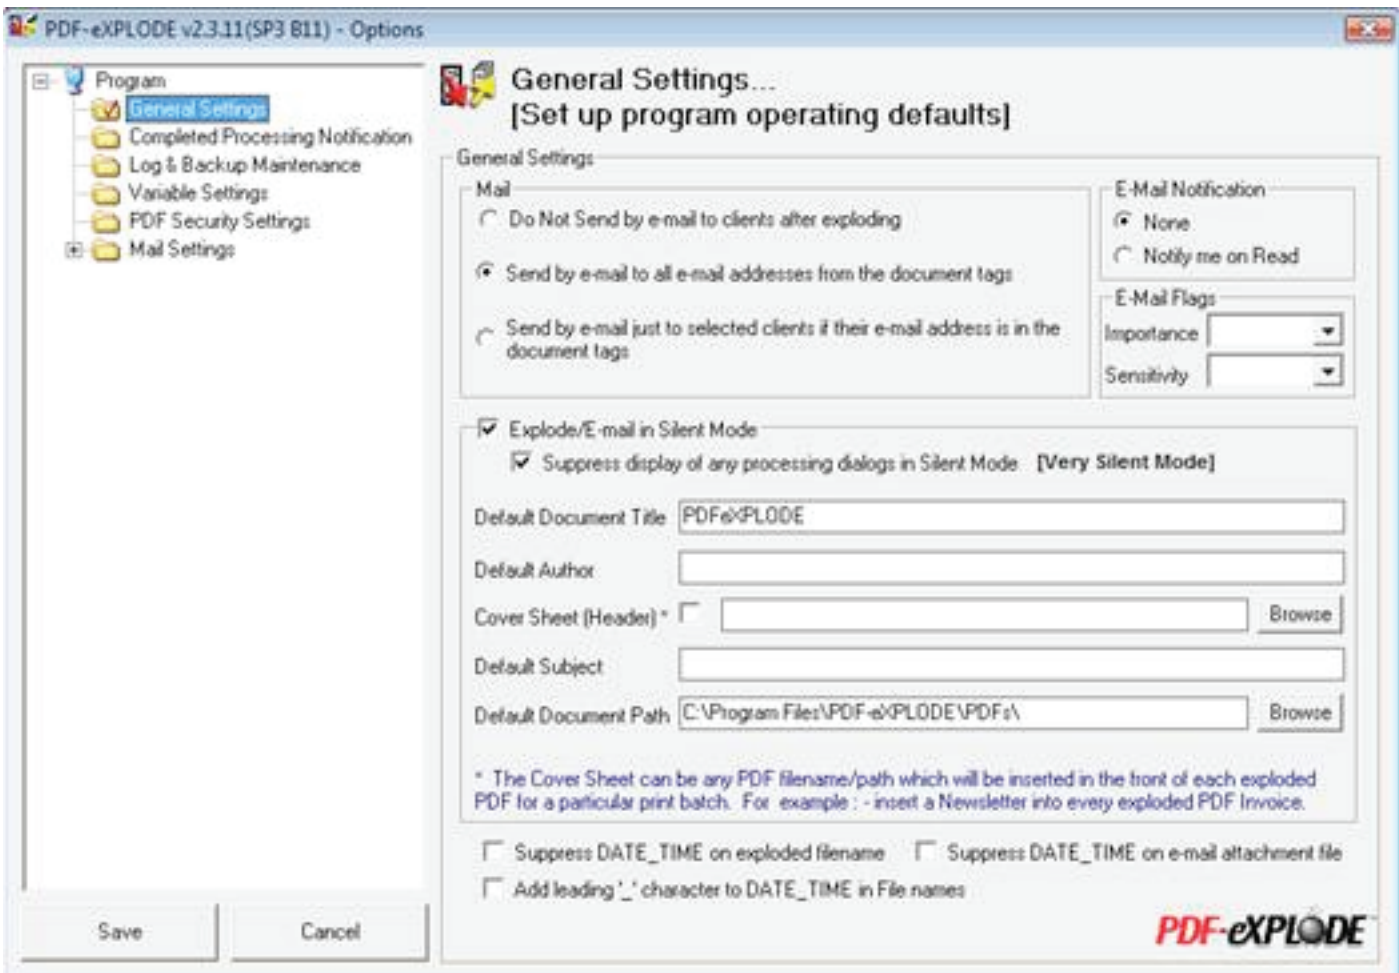 PDF-eXPLODE v2.3.11(SP3 B11) - Options
Program
General Settings
Completed Processing Notification
Log & Backup Maintenance
Variable Settings
PDF Security Settings
Mail Settings
Save
Cancel
General Settings...
[Set up program operating defaults]
General Settings
Mail
Do Not Send by e-mail to clients after exploding
Send by e-mail to all e-mail addresses from the document tags
Send by e-mail just to selected clients if their e-mail address is in the
document tags
E-Mail Notification
None
Notify me on Read
E-Mail Flags
Importance
Sensitivity
Explode/E-mail in Silent Mode
Suppress display of any processing dialogs in Silent Mode [Very Silent Mode]
Default Document Title PDFeXPLODE
Default Author
Cover Sheet (Header) * Browse
Default Subject
Default Document Path C:\Program Files\PDF-eXPLODE\PDFs\ Browse
* The Cover Sheet can be any PDF filename/path which will be inserted in the front of each exploded
PDF for a particular print batch. For example : - insert a Newsletter into every exploded PDF Invoice.
Suppress DATE_TIME on exploded filename Suppress DATE_TIME on e-mail attachment file
Add leading '_' character to DATE_TIME in File names
PDF-eXPLODE